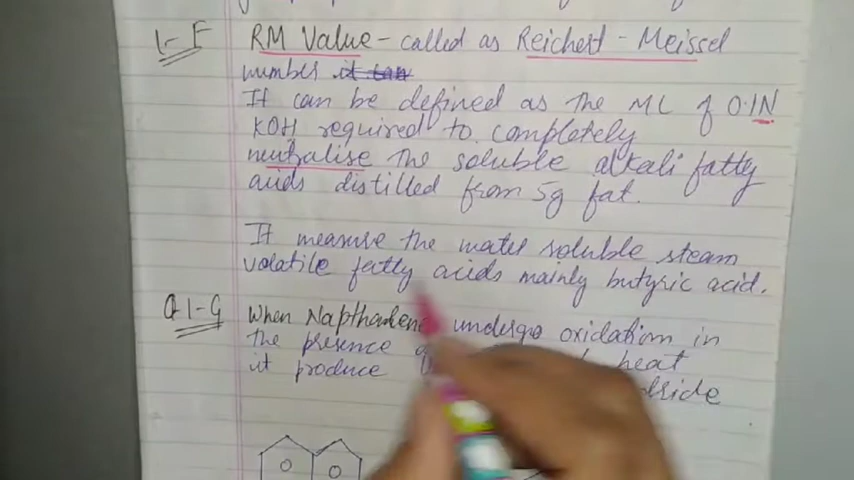 1-F RM Value - called as Reichert - Meissel
number it can
It can be defined as the ML of 0.1N
KOH required to completely
neutralise the soluble alkali fatty
acids distilled from 5g fat.
It measure the water soluble steam
volatile fatty acids mainly butyric acid.
Q1-G When Napthalene undergo oxidation in
the presence heat
it produce